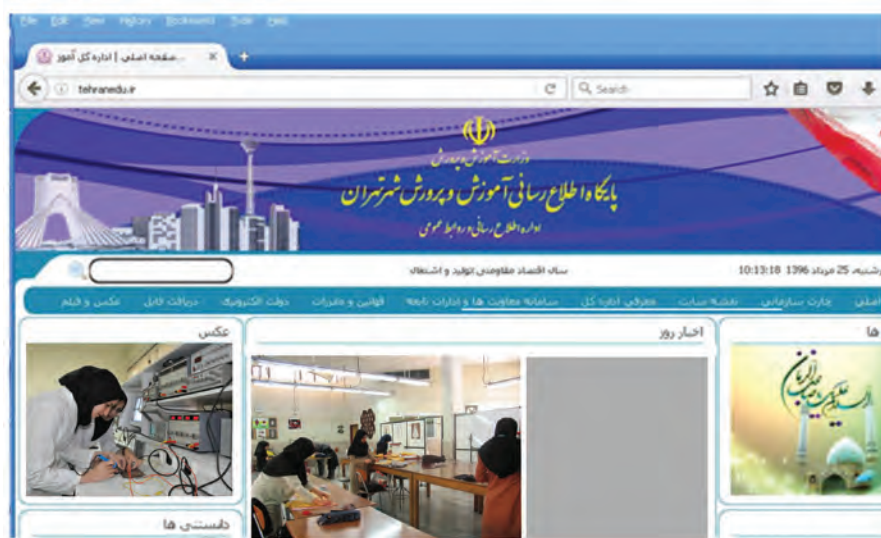 File Edit View History Bookmarks Tools Help
صفحه اصلی | اداره کل آموز...
tehranedu.ir
Search
وزارت آموزش و پرورش
پایگاه اطلاع رسانی آموزش و پرورش شهر تهران
اداره اطلاع رسانی و روابط عمومی
رشنبه، 25 مرداد 1396 10:13:18
سال اقتصاد مقاومتی تولید و اشتغال
اصلی چارت سازمانی نقشه سایت معرفی اداره کل سامانه معاونت ها و ادارات تابعه قوانین و مقررات دولت الکترونیک دریافت فایل عکس و فیلم
ها
اخبار روز
عکس
دانستنی ها